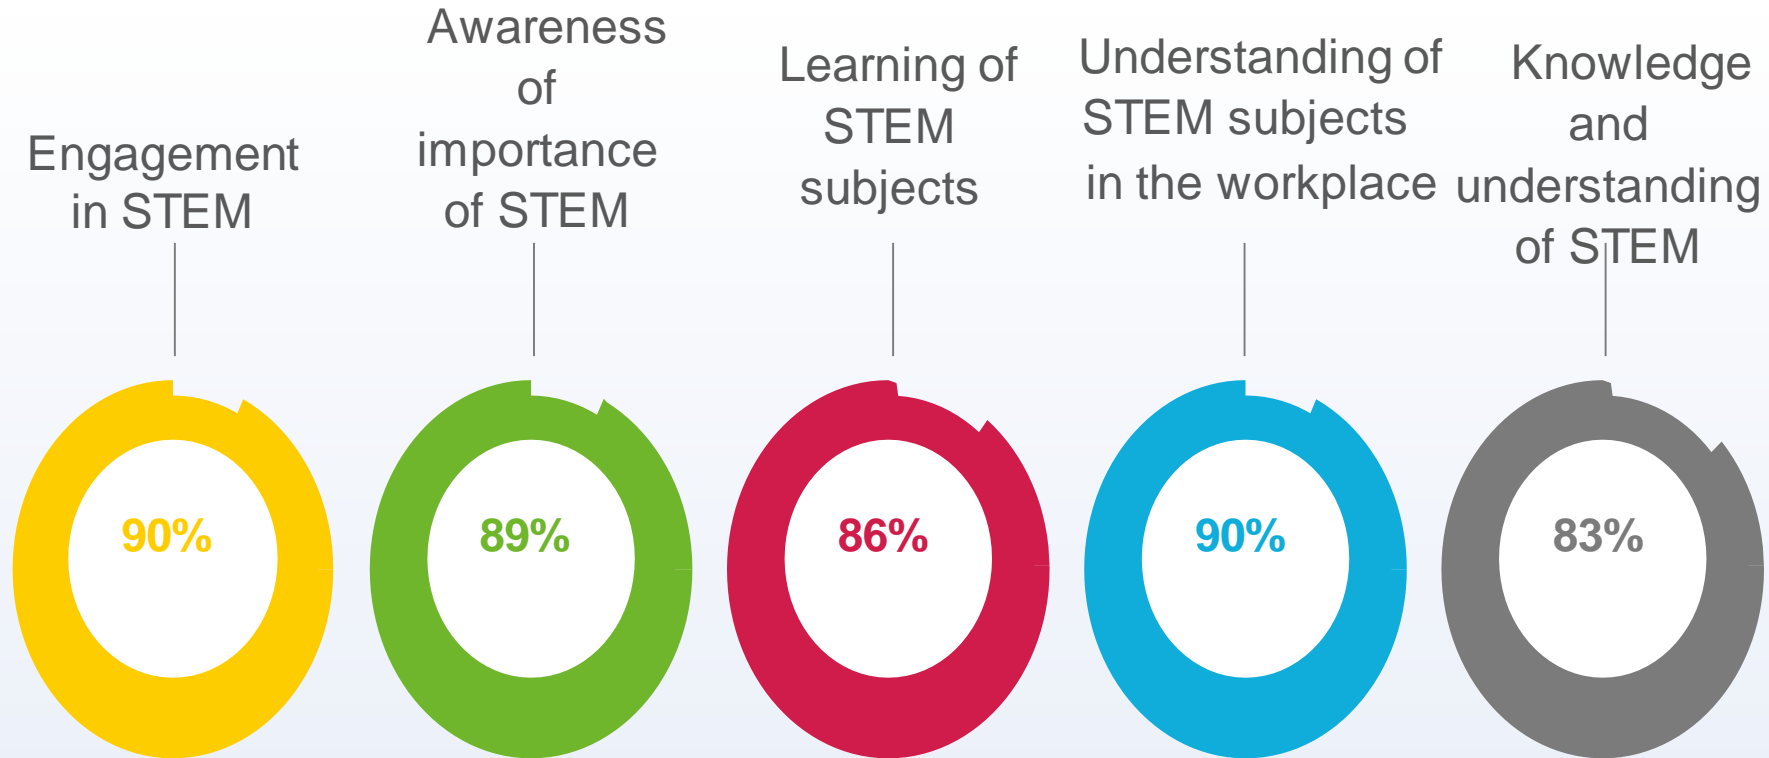 Engagement
in STEM
Awareness
of
importance
of STEM
Learning of
STEM
subjects
Understanding of
STEM subjects
in the workplace
Knowledge
and
understanding
of STEM
90%
89%
86%
90%
83%